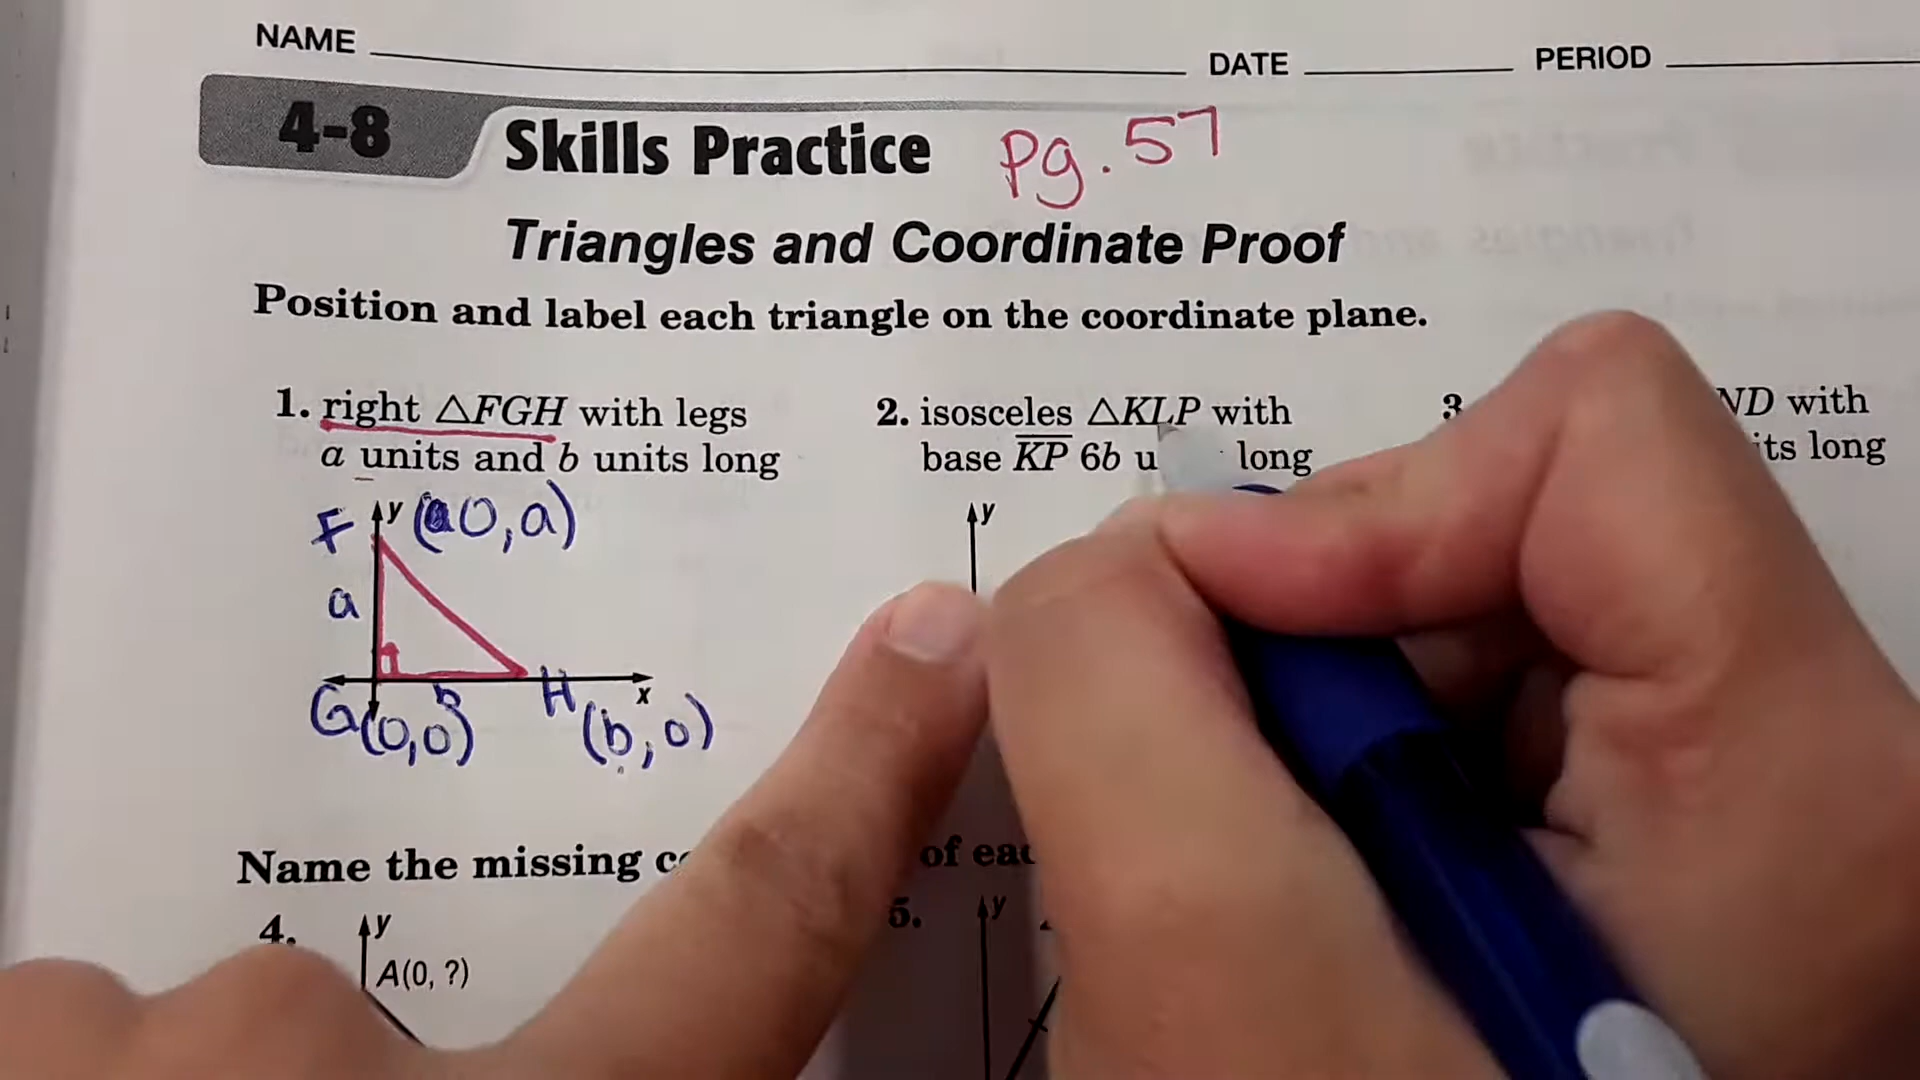 NAME DATE PERIOD
4-8 Skills Practice pg. 57
Triangles and Coordinate Proof
Position and label each triangle on the coordinate plane.
1. right △FGH with legs
a units and b units long
2. isosceles △KLP with
base KP 6b u long
3 ND with
its long
F y (0, a)
a
G(0,0) b H x (b, 0)
y
Name the missing of each
4. y
A(0, ?)
5. y